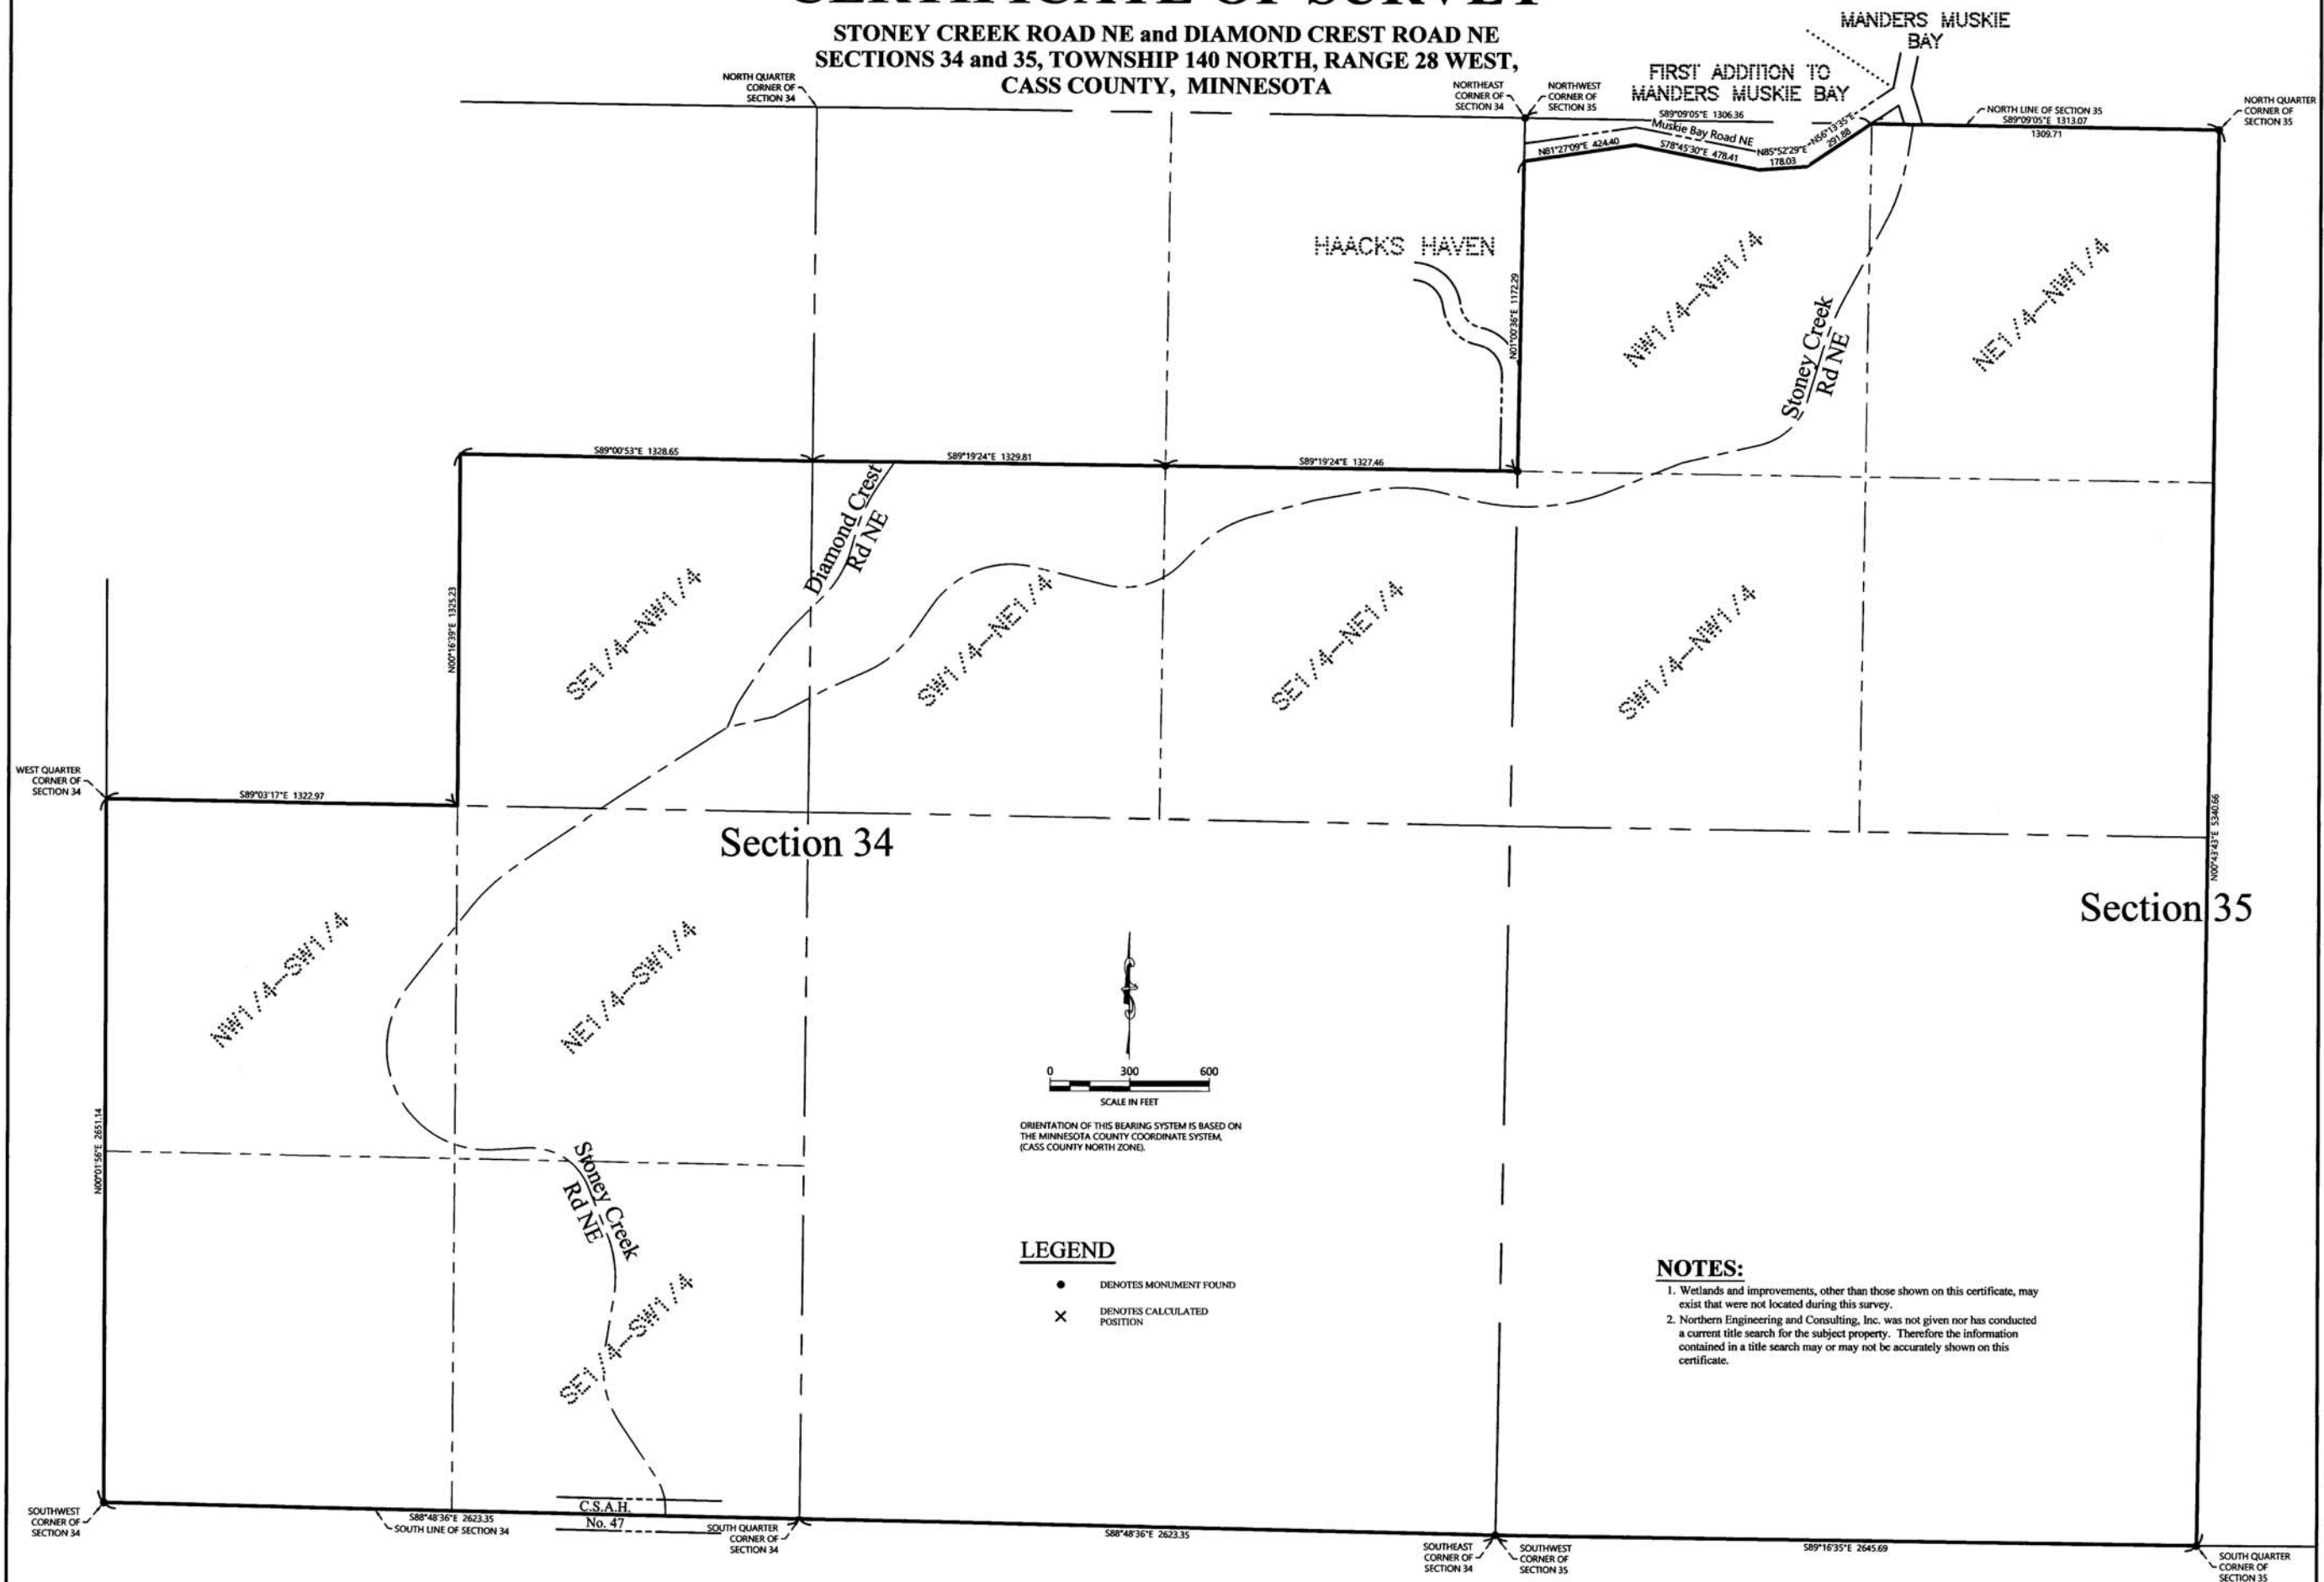 CERTIFICATE OF SURVEY
STONEY CREEK ROAD NE and DIAMOND CREST ROAD NE
SECTIONS 34 and 35, TOWNSHIP 140 NORTH, RANGE 28 WEST,
CASS COUNTY, MINNESOTA
MANDERS MUSKIE
BAY
FIRST ADDITION TO
MANDERS MUSKIE BAY
NORTH QUARTER
CORNER OF
SECTION 34
NORTHEAST
CORNER OF
SECTION 34
NORTHWEST
CORNER OF
SECTION 35
S89°09'05"E 1306.36
NORTH LINE OF SECTION 35
S89°09'05"E 1313.07
1309.71
NORTH QUARTER
CORNER OF
SECTION 35
Muskie Bay Road NE
N81°27'09"E 424.40
S78°45'30"E 478.41
N85°52'29"E
178.03
N56°13'35"E
291.88
HAACKS HAVEN
N01°00'36"E 1172.29
NW1/4-NW1/4
Stoney Creek
Rd NE
NE1/4-NW1/4
S89°00'53"E 1328.65
S89°19'24"E 1329.81
S89°19'24"E 1327.46
Diamond Crest
Rd NE
N00°16'39"E 1325.23
SE1/4-NW1/4
SW1/4-NE1/4
SE1/4-NE1/4
SW1/4-NW1/4
WEST QUARTER
CORNER OF
SECTION 34
S89°03'17"E 1322.97
Section 34
N00°43'43"E 5340.66
Section 35
NW1/4-SW1/4
NE1/4-SW1/4
0 300 600
SCALE IN FEET
ORIENTATION OF THIS BEARING SYSTEM IS BASED ON
THE MINNESOTA COUNTY COORDINATE SYSTEM,
(CASS COUNTY NORTH ZONE).
N00°01'56"E 2651.14
Stoney Creek
Rd NE
SE1/4-SW1/4
LEGEND
DENOTES MONUMENT FOUND
DENOTES CALCULATED
POSITION
NOTES:
1. Wetlands and improvements, other than those shown on this certificate, may
exist that were not located during this survey.
2. Northern Engineering and Consulting, Inc. was not given nor has conducted
a current title search for the subject property. Therefore the information
contained in a title search may or may not be accurately shown on this
certificate.
SOUTHWEST
CORNER OF
SECTION 34
S88°48'36"E 2623.35
SOUTH LINE OF SECTION 34
C.S.A.H.
No. 47
SOUTH QUARTER
CORNER OF
SECTION 34
S88°48'36"E 2623.35
SOUTHEAST
CORNER OF
SECTION 34
SOUTHWEST
CORNER OF
SECTION 35
S89°16'35"E 2645.69
SOUTH QUARTER
CORNER OF
SECTION 35